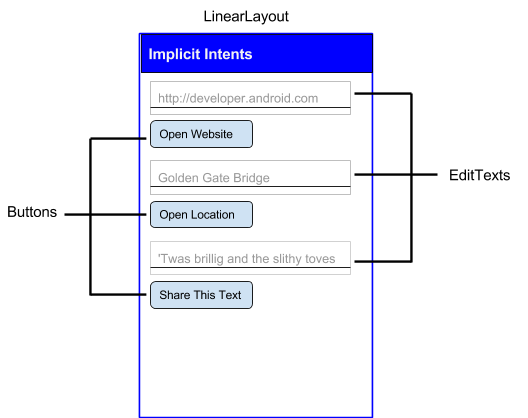 LinearLayout
Implicit Intents
http://developer.android.com
Open Website
Golden Gate Bridge
EditTexts
Buttons
Open Location
'Twas brillig and the slithy toves
Share This Text